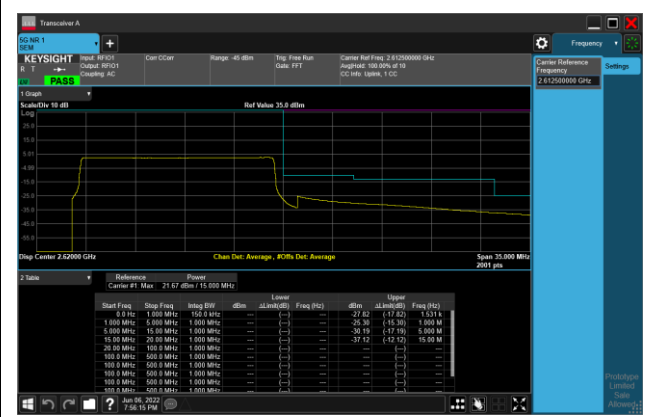 Transceiver A
5G NR 1
SEM
Frequency
KEYSIGHT
Input: RFIO1
Output: RFIO1
Coupling: AC
Corr CCorr
Range: -45 dBm
Trig: Free Run
Gate: FFT
Carrier Ref Freq: 2.612500000 GHz
Avg|Hold: 100.00% of 10
CC Info: Uplink, 1 CC
R T
PASS
Carrier Reference
Frequency
2.612500000 GHz
Settings
1 Graph
Scale/Div 10 dB
Ref Value 35.0 dBm
Log
25.0
15.0
5.01
-4.99
-15.0
-25.0
-35.0
-45.0
-55.0
Disp Center 2.62000 GHz
Chan Det: Average , #Offs Det: Average
Span 35.000 MHz
2001 pts
2 Table
Reference Power
Carrier #1 Max 21.67 dBm / 15.000 MHz
Lower Upper
Start Freq Stop Freq Integ BW dBm ΔLimit(dB) Freq (Hz) dBm ΔLimit(dB) Freq (Hz)
0.0 Hz 1.000 MHz 150.0 kHz --- (---) --- -27.82 (-17.82) 1.531 k
1.000 MHz 5.000 MHz 1.000 MHz --- (---) --- -25.30 (-15.30) 1.000 M
5.000 MHz 15.00 MHz 1.000 MHz --- (---) --- -30.19 (-17.19) 5.000 M
15.00 MHz 20.00 MHz 1.000 MHz --- (---) --- -37.12 (-12.12) 15.00 M
20.00 MHz 100.0 MHz 1.000 MHz --- (---) --- --- (---) ---
100.0 MHz 500.0 MHz 1.000 MHz --- (---) --- --- (---) ---
100.0 MHz 500.0 MHz 1.000 MHz --- (---) --- --- (---) ---
100.0 MHz 500.0 MHz 1.000 MHz --- (---) --- --- (---) ---
100.0 MHz 500.0 MHz 1.000 MHz --- (---) --- --- (---) ---
100.0 MHz 500.0 MHz 1.000 MHz --- (---) --- --- (---) ---
Prototype
Limited
Sale
Allowed
?
Jun 06, 2022
7:56:15 PM